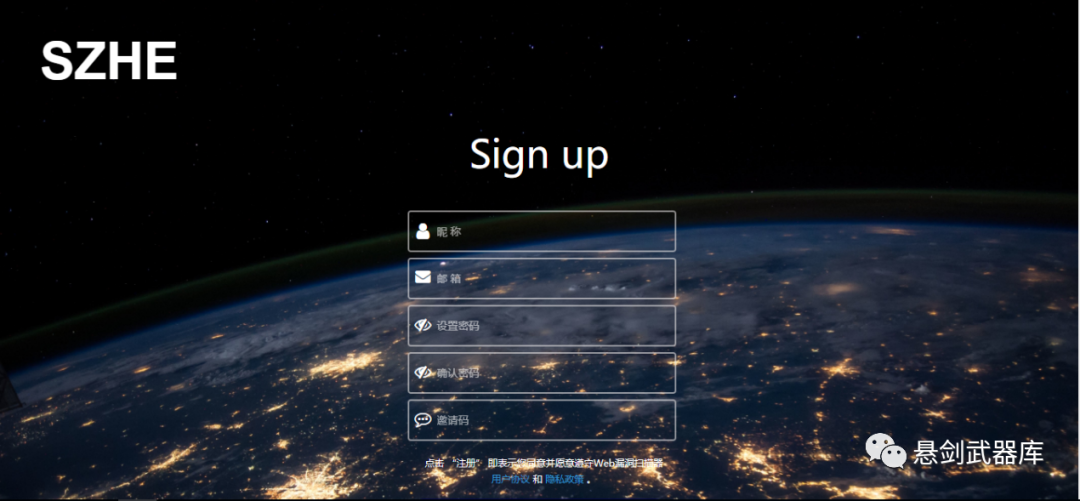 SZHE
Sign up
昵 称
邮 箱
设置密码
确认密码
邀请码
点击 “注册” 即表示您同意并愿意遵守Web漏洞扫描器
用户协议 和 隐私政策 。
悬剑武器库